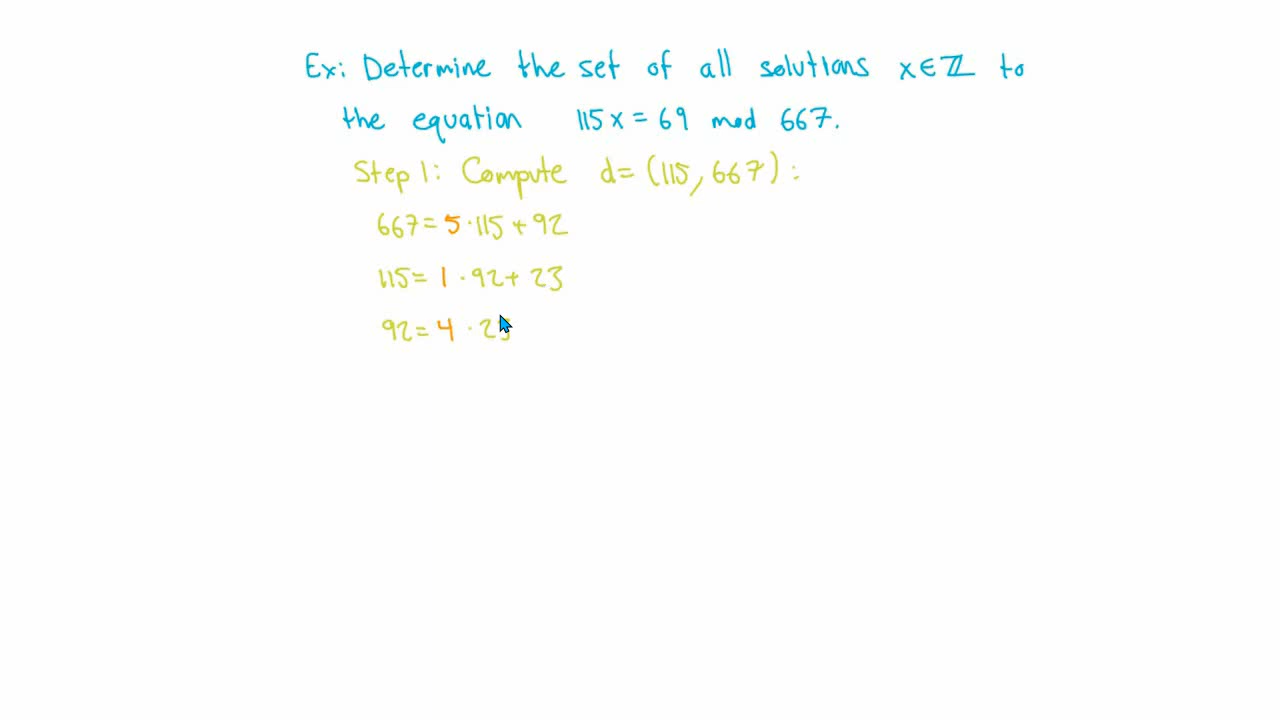 Ex: Determine the set of all solutions x∈ℤ to
the equation 115x = 69 mod 667.
Step 1: Compute d = (115, 667) :
667 = 5 · 115 + 92
115 = 1 · 92 + 23
92 = 4 · 23